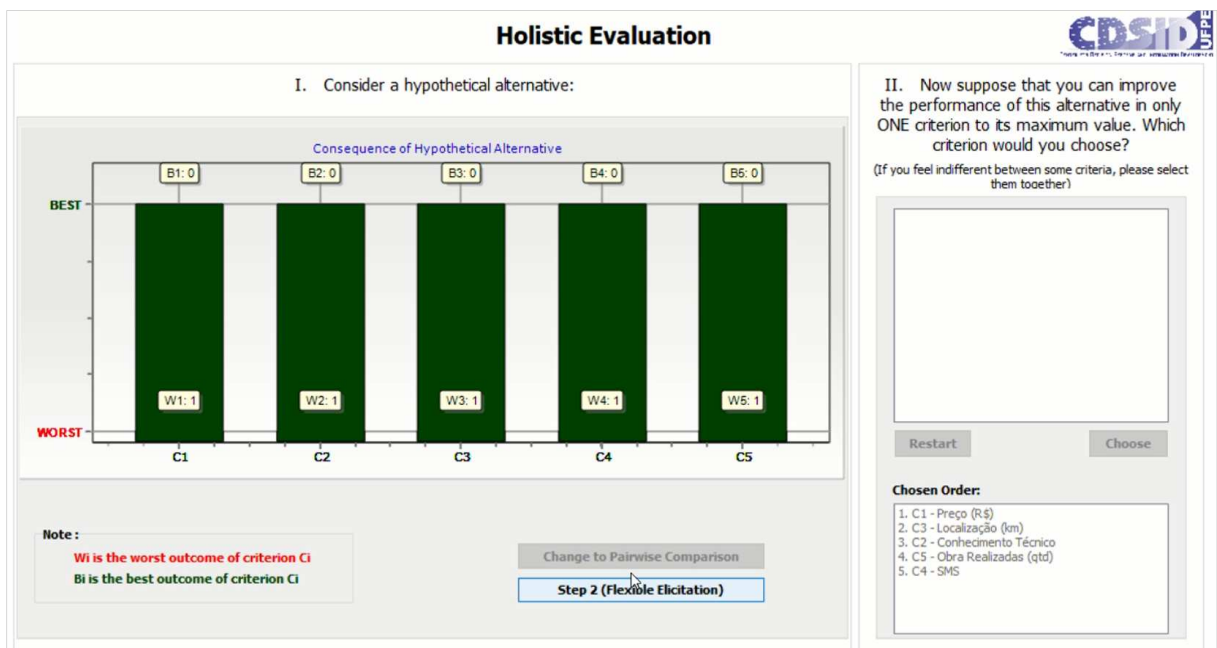 Holistic Evaluation
CDSID
UFPE
I. Consider a hypothetical alternative:
Consequence of Hypothetical Alternative
B1: 0
B2: 0
B3: 0
B4: 0
B5: 0
BEST
W1: 1
W2: 1
W3: 1
W4: 1
W5: 1
WORST
C1
C2
C3
C4
C5
Note :
Wi is the worst outcome of criterion Ci
Bi is the best outcome of criterion Ci
Change to Pairwise Comparison
Step 2 (Flexible Elicitation)
II. Now suppose that you can improve
the performance of this alternative in only
ONE criterion to its maximum value. Which
criterion would you choose?
(If you feel indifferent between some criteria, please select
them together)
Restart
Choose
Chosen Order:
1. C1 - Preço (R$)
2. C3 - Localização (km)
3. C2 - Conhecimento Técnico
4. C5 - Obra Realizadas (qtd)
5. C4 - SMS